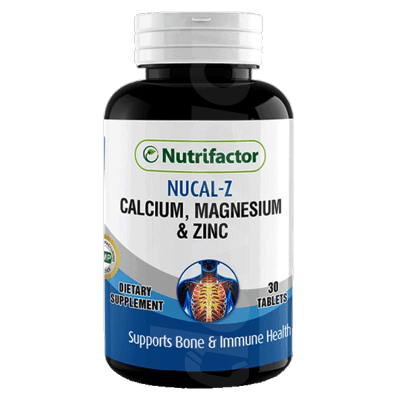 Nutrifactor
NUCAL-Z
CALCIUM, MAGNESIUM
& ZINC
DIETARY
SUPPLEMENT
30
TABLETS
Supports Bone & Immune Health